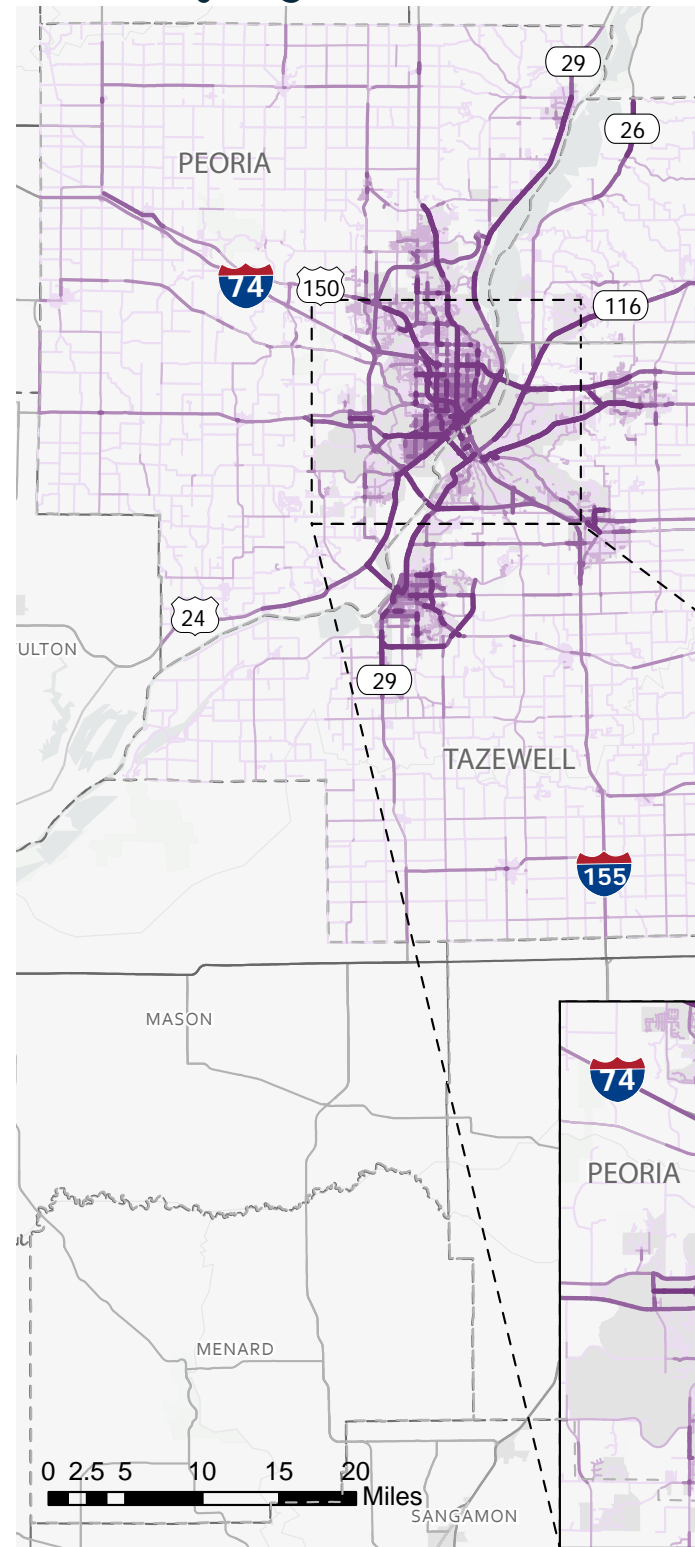 29
26
PEORIA
74
150
116
24
ULTON
29
TAZEWELL
155
MASON
74
PEORIA
MENARD
0 2.5 5 10 15 20
Miles
SANGAMON